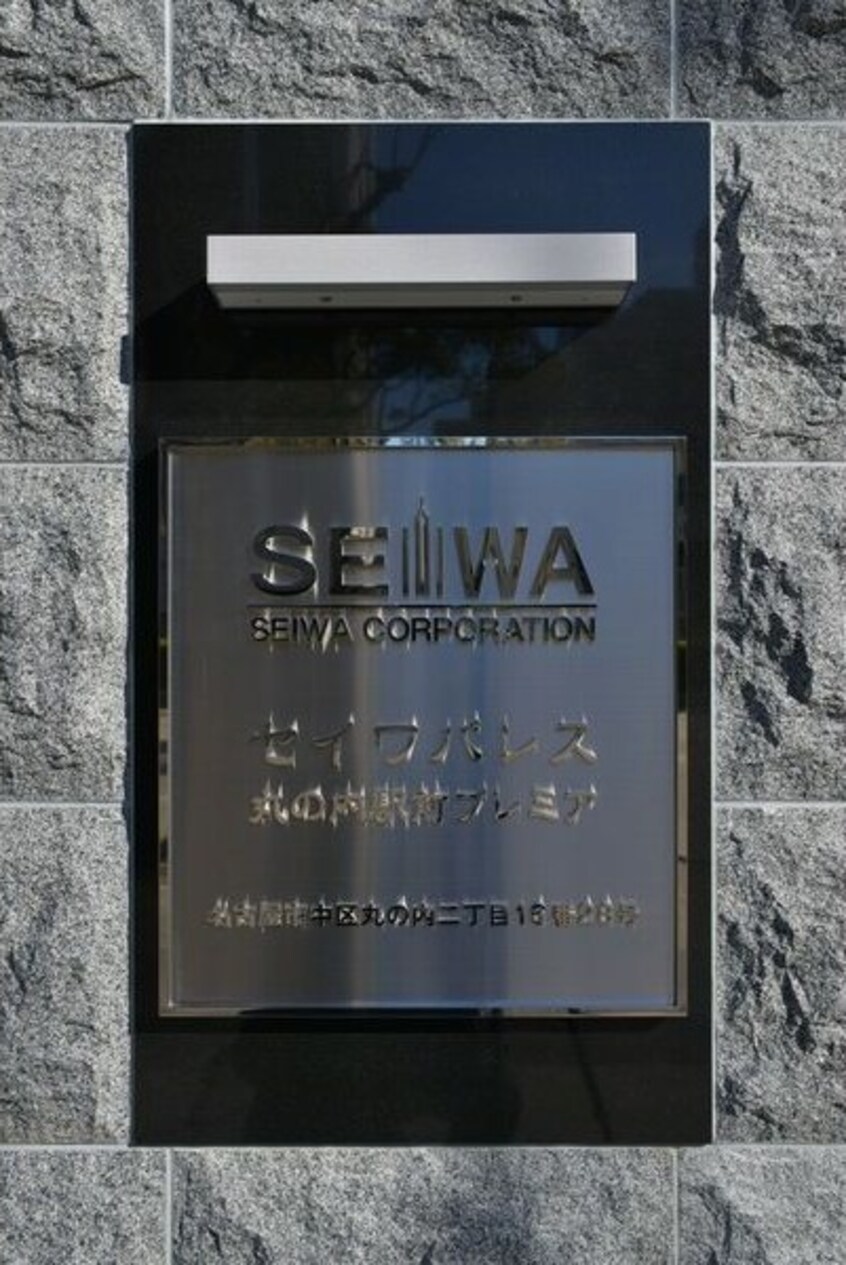 SEIWA
SEIWA CORPORATION
セイワパレス
丸の内駅前プレミア
名古屋市中区丸の内二丁目15番28号